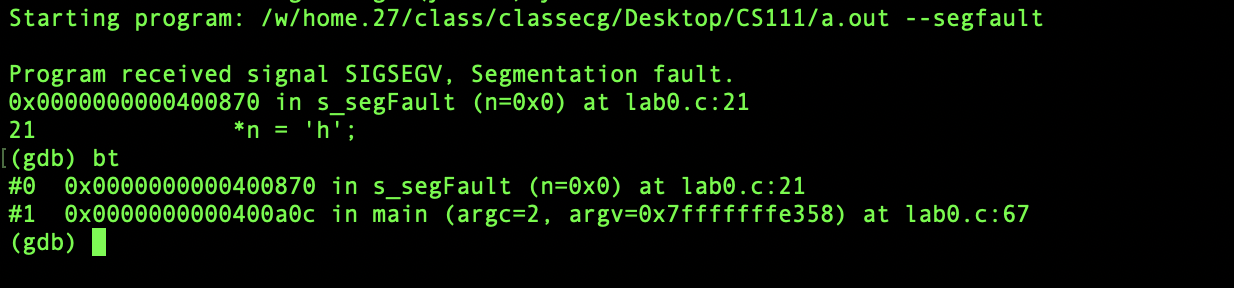 Starting program: /w/home.27/class/classecg/Desktop/CS111/a.out --segfault
Program received signal SIGSEGV, Segmentation fault.
0x0000000000400870 in s_segFault (n=0x0) at lab0.c:21
21              *n = 'h';
[(gdb) bt
#0  0x0000000000400870 in s_segFault (n=0x0) at lab0.c:21
#1  0x0000000000400a0c in main (argc=2, argv=0x7fffffffe358) at lab0.c:67
(gdb)